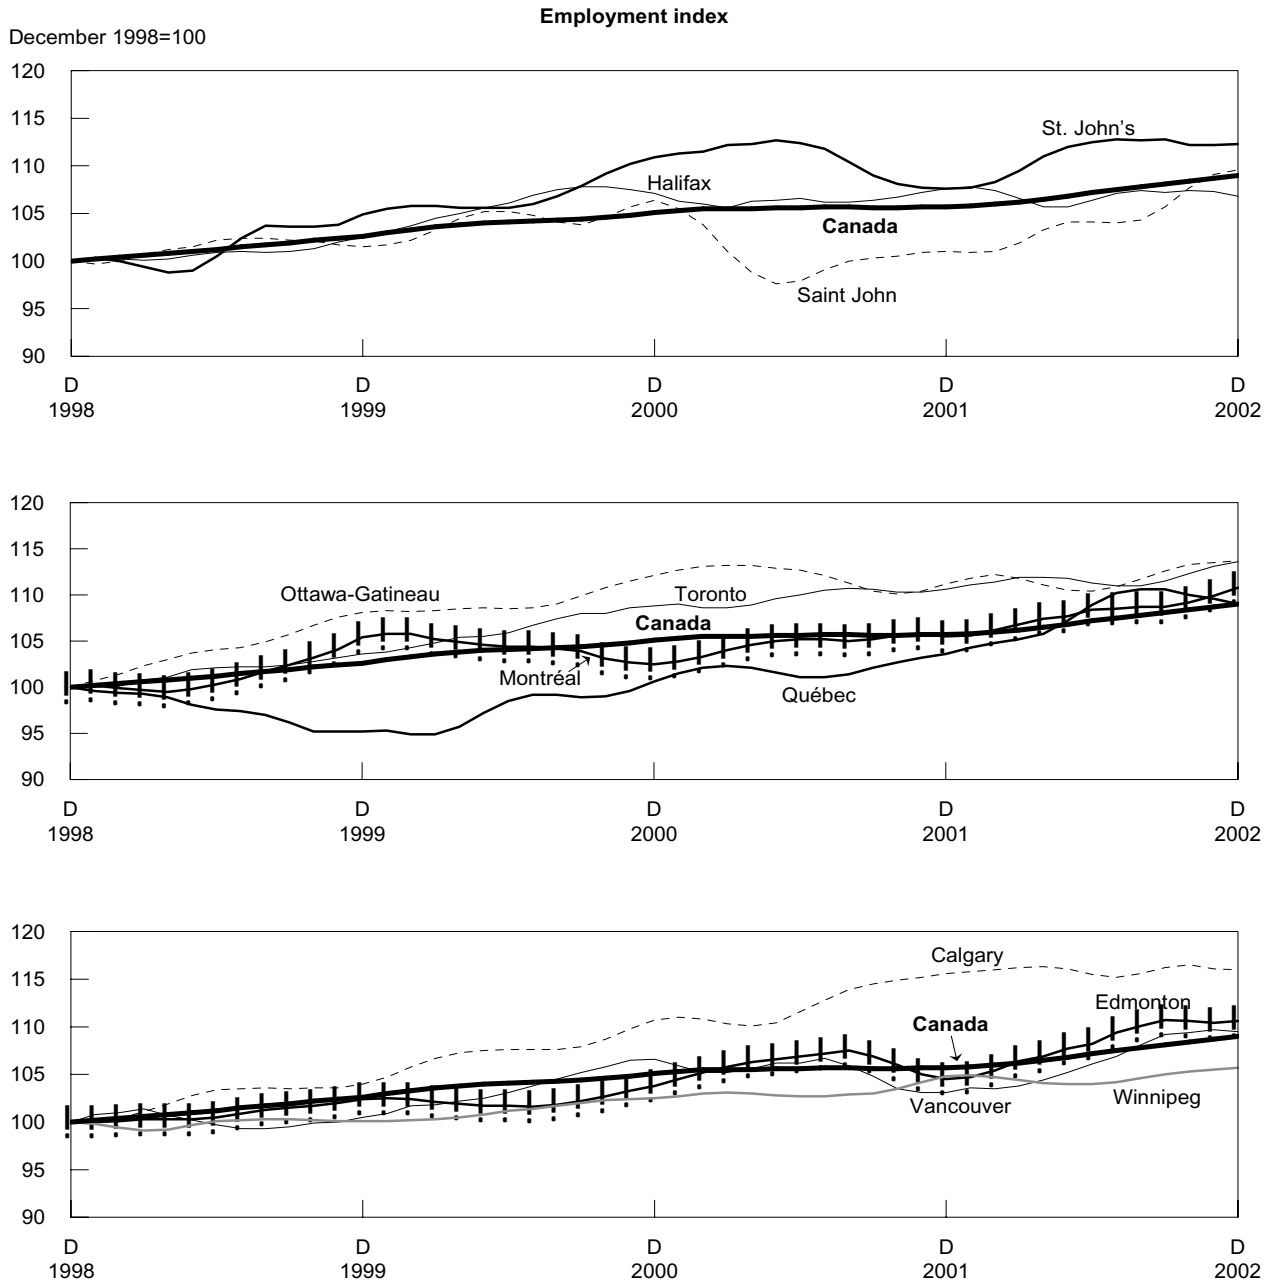 Employment index
December 1998=100
120
115
110
105
100
95
90
St. John's
Halifax
Canada
Saint John
D D D D D
1998 1999 2000 2001 2002
120
115
110
105
100
95
90
Ottawa-Gatineau
Toronto
Canada
Montréal
Québec
D D D D D
1998 1999 2000 2001 2002
120
115
110
105
100
95
90
Calgary
Edmonton
Canada
Vancouver
Winnipeg
D D D D D
1998 1999 2000 2001 2002